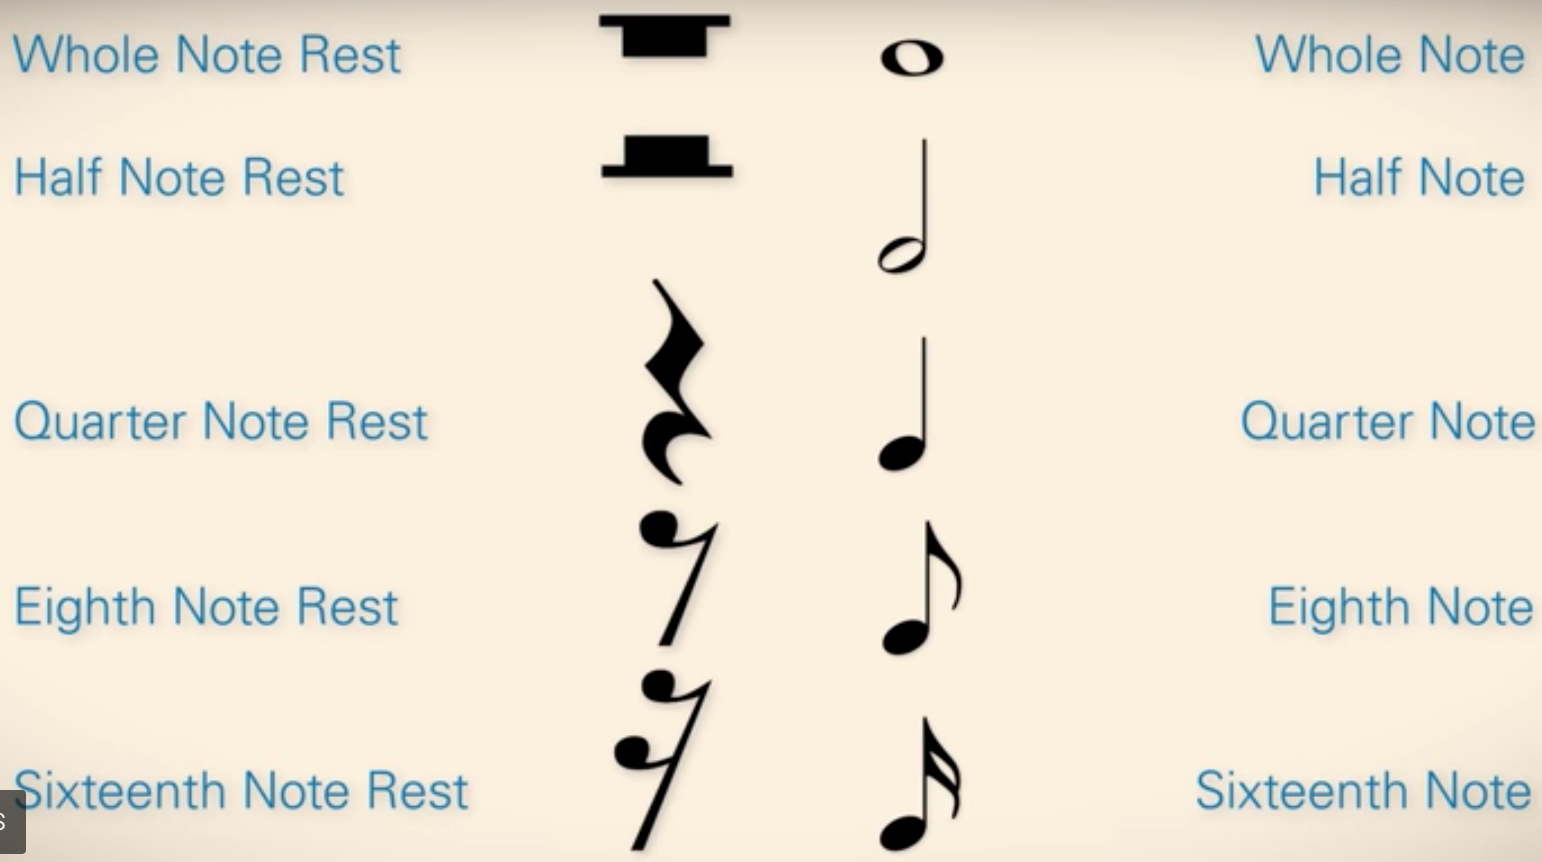 Whole Note Rest
Whole Note
Half Note Rest
Half Note
Quarter Note Rest
Quarter Note
Eighth Note Rest
Eighth Note
Sixteenth Note Rest
Sixteenth Note
s